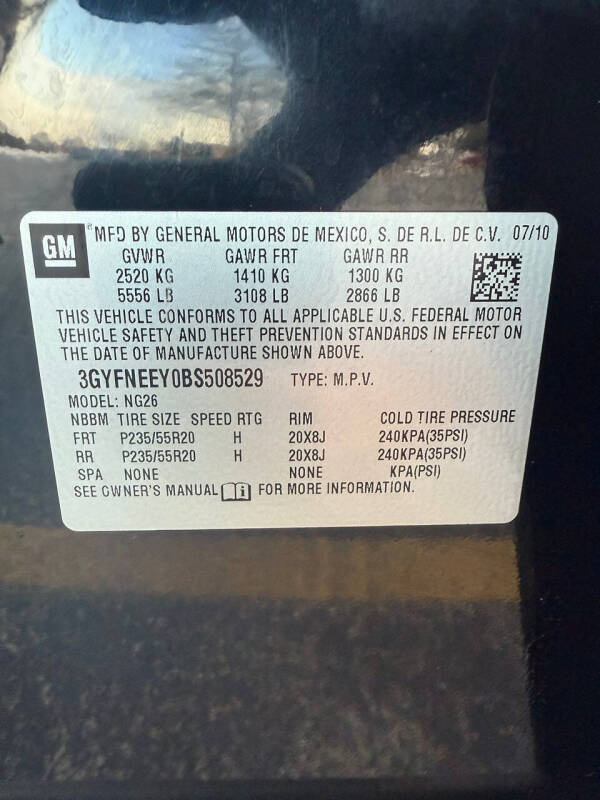 GM ® MFD BY GENERAL MOTORS DE MEXICO, S. DE R.L. DE C.V. 07/10
GVWR GAWR FRT GAWR RR
2520 KG 1410 KG 1300 KG
5556 LB 3108 LB 2866 LB
THIS VEHICLE CONFORMS TO ALL APPLICABLE U.S. FEDERAL MOTOR
VEHICLE SAFETY AND THEFT PREVENTION STANDARDS IN EFFECT ON
THE DATE OF MANUFACTURE SHOWN ABOVE.
3GYFNEEY0BS508529 TYPE: M.P.V.
MODEL: NG26
NBBM TIRE SIZE SPEED RTG RIM COLD TIRE PRESSURE
FRT P235/55R20 H 20X8J 240KPA(35PSI)
RR P235/55R20 H 20X8J 240KPA(35PSI)
SPA NONE NONE KPA(PSI)
SEE OWNER'S MANUAL FOR MORE INFORMATION.